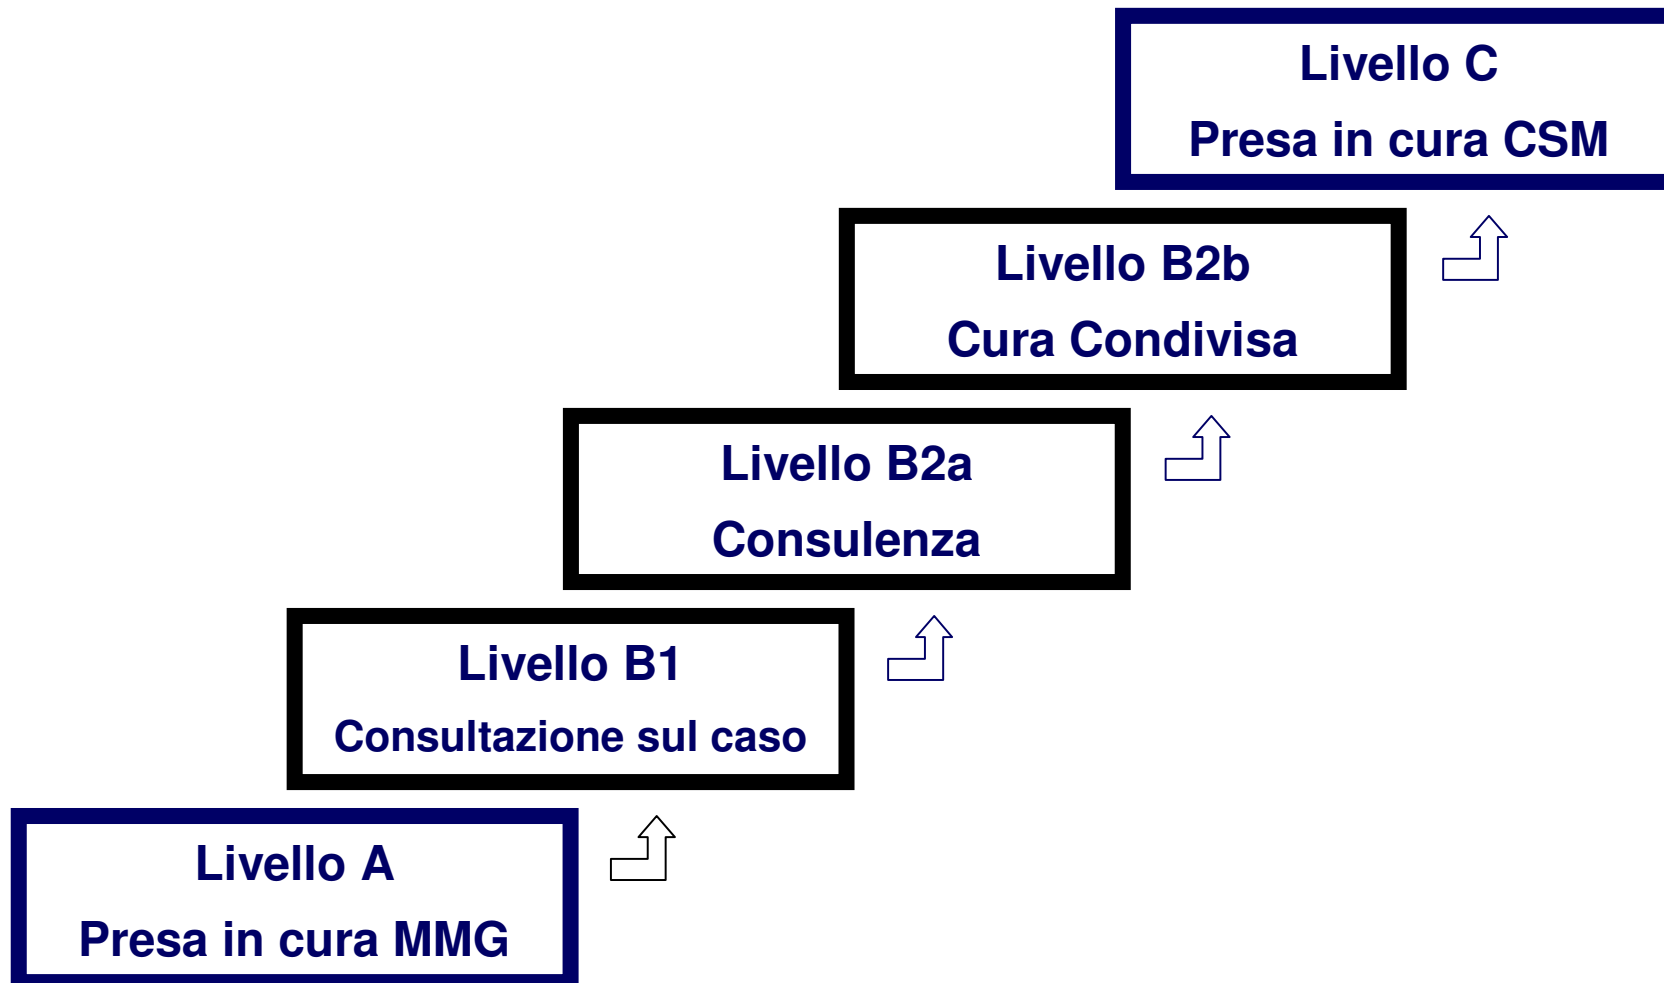 Livello C
Presa in cura CSM
Livello B2b
Cura Condivisa
Livello B2a
Consulenza
Livello B1
Consultazione sul caso
Livello A
Presa in cura MMG